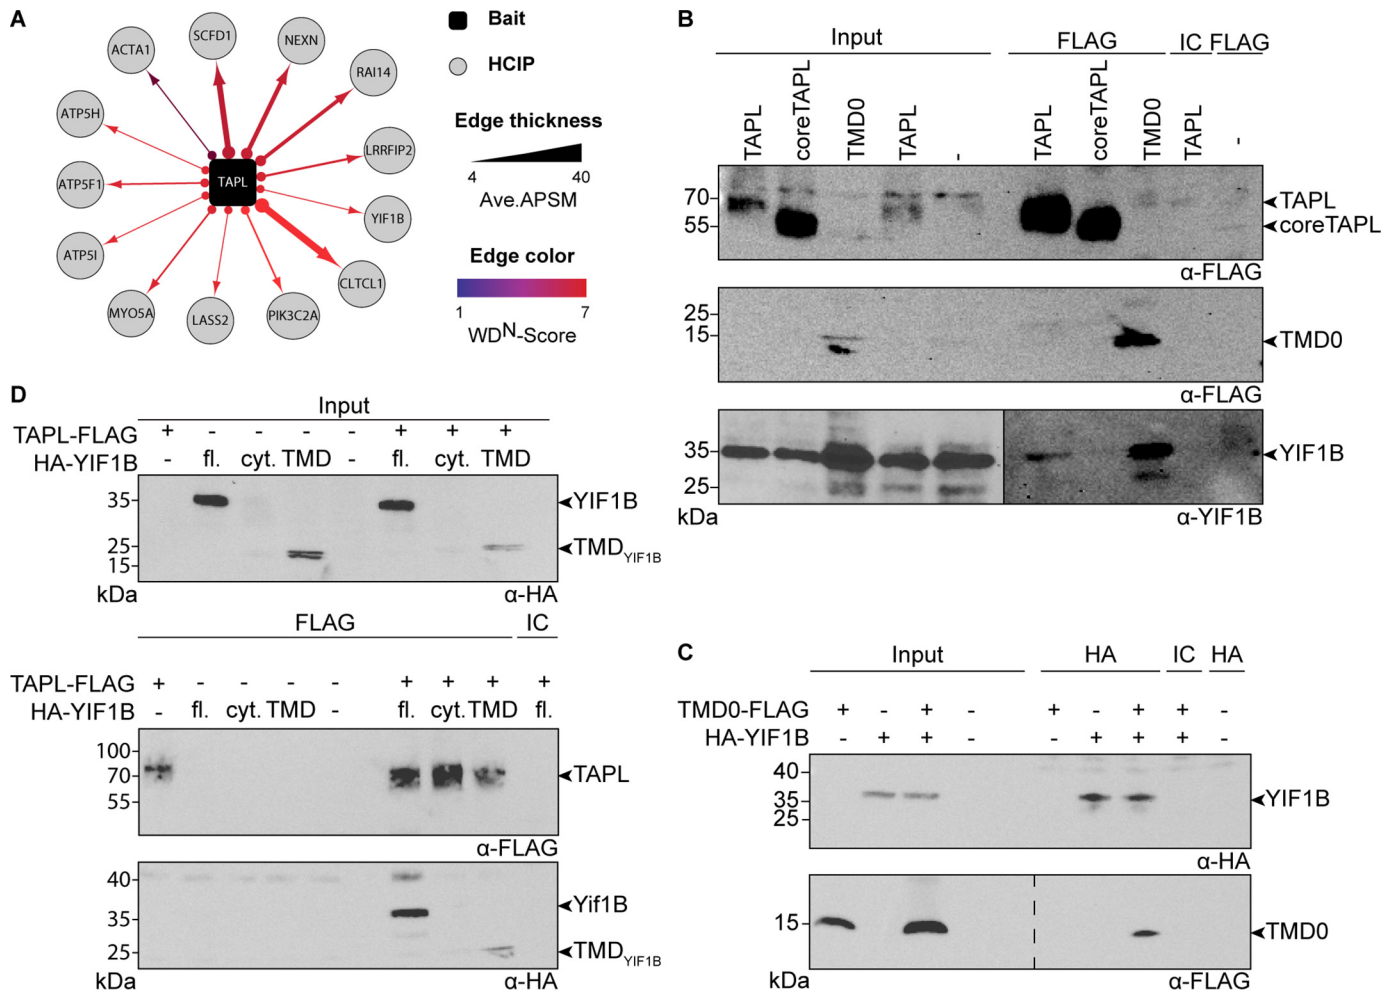 A
ACTA1
SCFD1
NEXN
RAI14
LRRFIP2
YIF1B
CLTCL1
PIK3C2A
LASS2
MYO5A
ATP5I
ATP5F1
ATP5H
TAPL
Bait
HCIP
Edge thickness
4 40
Ave.APSM
Edge color
1 7
WDN-Score
B
Input FLAG IC FLAG
TAPL coreTAPL TMD0 TAPL - TAPL coreTAPL TMD0 TAPL -
70 TAPL
55 coreTAPL
α-FLAG
25
15 TMD0
α-FLAG
35 YIF1B
25
kDa α-YIF1B
D
Input
TAPL-FLAG + - - - - + + +
HA-YIF1B - fl. cyt. TMD - fl. cyt. TMD
35 YIF1B
25 TMDYIF1B
15
kDa α-HA
FLAG IC
TAPL-FLAG + - - - - + + + +
HA-YIF1B - fl. cyt. TMD - fl. cyt. TMD fl.
100
70 TAPL
55
α-FLAG
40
35 Yif1B
25 TMDYIF1B
kDa α-HA
C
Input HA IC HA
TMD0-FLAG + - + - + - + + -
HA-YIF1B - + + - - + + + -
40
35 YIF1B
25
α-HA
15 TMD0
kDa α-FLAG